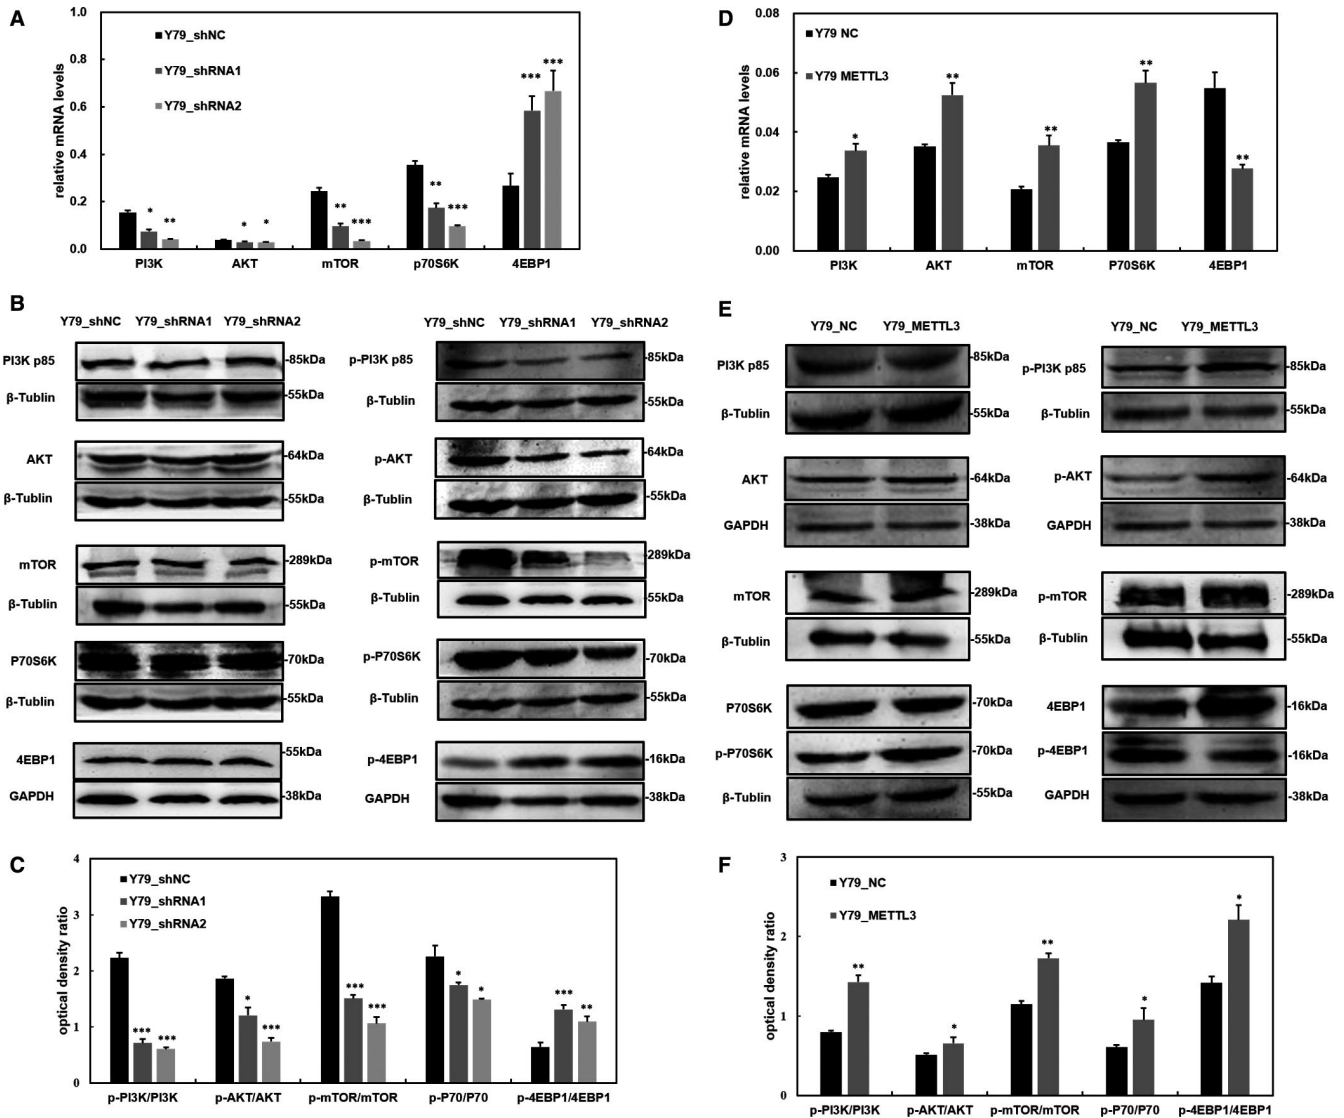 A
relative mRNA levels
1.0
0.8
0.6
0.4
0.2
0.0
Y79_shNC
Y79_shRNA1
Y79_shRNA2
* ** * * ** *** ** *** *** ***
PI3K AKT mTOR p70S6K 4EBP1
B
Y79_shNC Y79_shRNA1 Y79_shRNA2
PI3K p85 -85kDa
β-Tublin -55kDa
AKT -64kDa
β-Tublin -55kDa
mTOR -289kDa
β-Tublin -55kDa
P70S6K -70kDa
β-Tublin -55kDa
4EBP1 55kDa
GAPDH -38kDa
Y79_shNC Y79_shRNA1 Y79_shRNA2
p-PI3K p85 -85kDa
β-Tublin -55kDa
p-AKT -64kDa
β-Tublin -55kDa
p-mTOR -289kDa
β-Tublin -55kDa
p-P70S6K -70kDa
β-Tublin -55kDa
p-4EBP1 -16kDa
GAPDH -38kDa
C
optical density ratio
4
3
2
1
0
Y79_shNC
Y79_shRNA1
Y79_shRNA2
*** *** * *** *** *** * * *** **
p-PI3K/PI3K p-AKT/AKT p-mTOR/mTOR p-P70/P70 p-4EBP1/4EBP1
D
relative mRNA levels
0.08
0.06
0.04
0.02
0.00
Y79 NC
Y79 METTL3
* ** ** ** **
PI3K AKT mTOR P70S6K 4EBP1
E
Y79_NC Y79_METTL3
PI3K p85 -85kDa
β-Tublin -55kDa
AKT -64kDa
GAPDH -38kDa
mTOR -289kDa
β-Tublin -55kDa
P70S6K -70kDa
p-P70S6K -70kDa
β-Tublin -55kDa
Y79_NC Y79_METTL3
p-PI3K p85 -85kDa
β-Tublin -55kDa
p-AKT -64kDa
GAPDH -38kDa
p-mTOR -289kDa
β-Tublin -55kDa
4EBP1 -16kDa
p-4EBP1 -16kDa
GAPDH -38kDa
F
optical density ratio
3
2
1
0
Y79_NC
Y79_METTL3
** * ** * *
p-PI3K/PI3K p-AKT/AKT p-mTOR/mTOR p-P70/P70 p-4EBP1/4EBP1